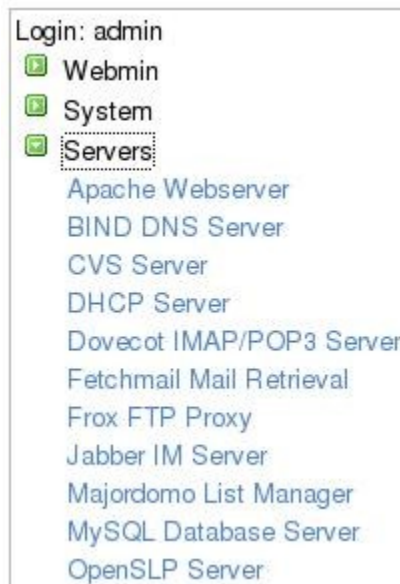 Login: admin
Webmin
System
Servers
Apache Webserver
BIND DNS Server
CVS Server
DHCP Server
Dovecot IMAP/POP3 Server
Fetchmail Mail Retrieval
Frox FTP Proxy
Jabber IM Server
Majordomo List Manager
MySQL Database Server
OpenSLP Server